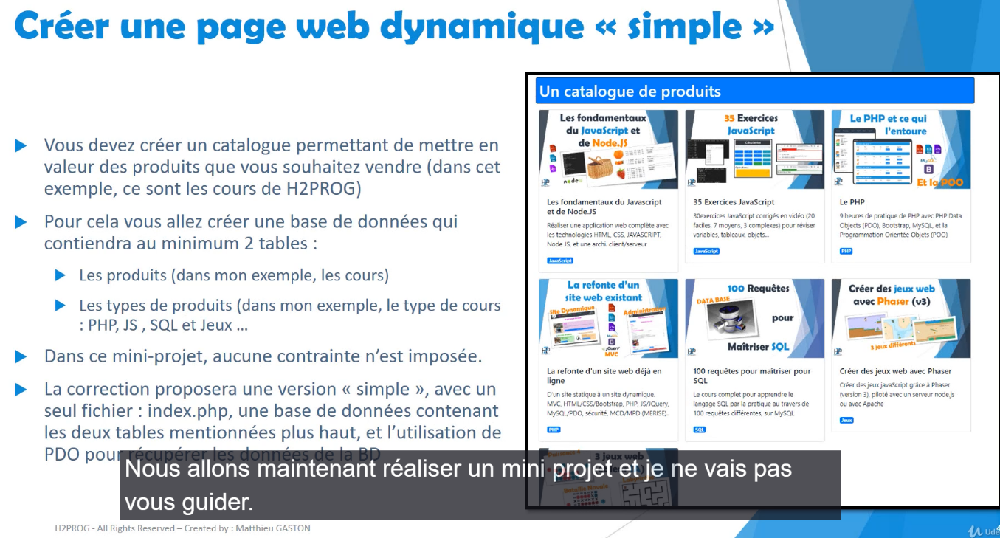 Créer une page web dynamique « simple »
Vous devez créer un catalogue permettant de mettre en
valeur des produits que vous souhaitez vendre (dans cet
exemple, ce sont les cours de H2PROG)
Pour cela vous allez créer une base de données qui
contiendra au minimum 2 tables :
Les produits (dans mon exemple, les cours)
Les types de produits (dans mon exemple, le type de cours
: PHP, JS , SQL et Jeux ...
Dans ce mini-projet, aucune contrainte n’est imposée.
La correction proposera une version « simple », avec un
seul fichier : index.php, une base de données contenant
les deux tables mentionnées plus haut, et l’utilisation de
PDO pour récupérer les données de la BD
Un catalogue de produits
Les fondamentaux
du JavaScript et
de Node.JS
node
Les fondamentaux du Javascript
et de Node.JS
Réaliser une application web complète avec
les technologies HTML, CSS, JAVASCRIPT,
Node JS, et une archi. client/serveur
JavaScript
35 Exercices
JavaScript
35 Exercices JavaScript
30exercices JavaScript corrigés en vidéo (20
faciles, 7 moyens, 3 complexes) pour réviser
variables, tableaux, objets...
JavaScript
Le PHP et ce qui
l'entoure
MySQL
B
Et la POO
Le PHP
9 heures de pratique de PHP avec PHP Data
Objects (PDO), Bootstrap, MySQL, et la
Programmation Orientée Objets (POO)
PHP
La refonte d'un
site web existant
Site Dynamique
Administration
B
jQuery
MVC
La refonte d'un site web déjà en
ligne
D'un site statique à un site dynamique.
MVC, HTML/CSS/Bootstrap, PHP, JS/JQuery,
MySQL/PDO, sécurité, MCD/MPD (MERISE)..
PHP
100 Requêtes
DATA BASE
pour
Maîtriser SQL
100 requêtes pour maîtriser pour
SQL
Le cours complet pour apprendre le
langage SQL par la pratique au travers de
100 requêtes différentes, sur MySQL
SQL
Créer des jeux web
avec Phaser (v3)
3 jeux différents
Créer des jeux web avec Phaser
Créer des jeux javaScript grâce à Phaser
(version 3), piloté avec un serveur node.js
ou avec Apache
Jeux
Puissance 4
3 jeux web
Bataille Navale
Labyrinthe
Nous allons maintenant réaliser un mini projet et je ne vais pas
vous guider.
H2PROG - All Rights Reserved – Created by : Matthieu GASTON